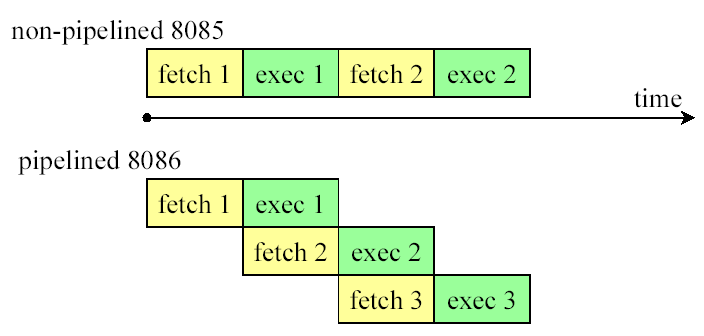 non-pipelined 8085
fetch 1 exec 1 fetch 2 exec 2
time
pipelined 8086
fetch 1 exec 1
fetch 2 exec 2
fetch 3 exec 3